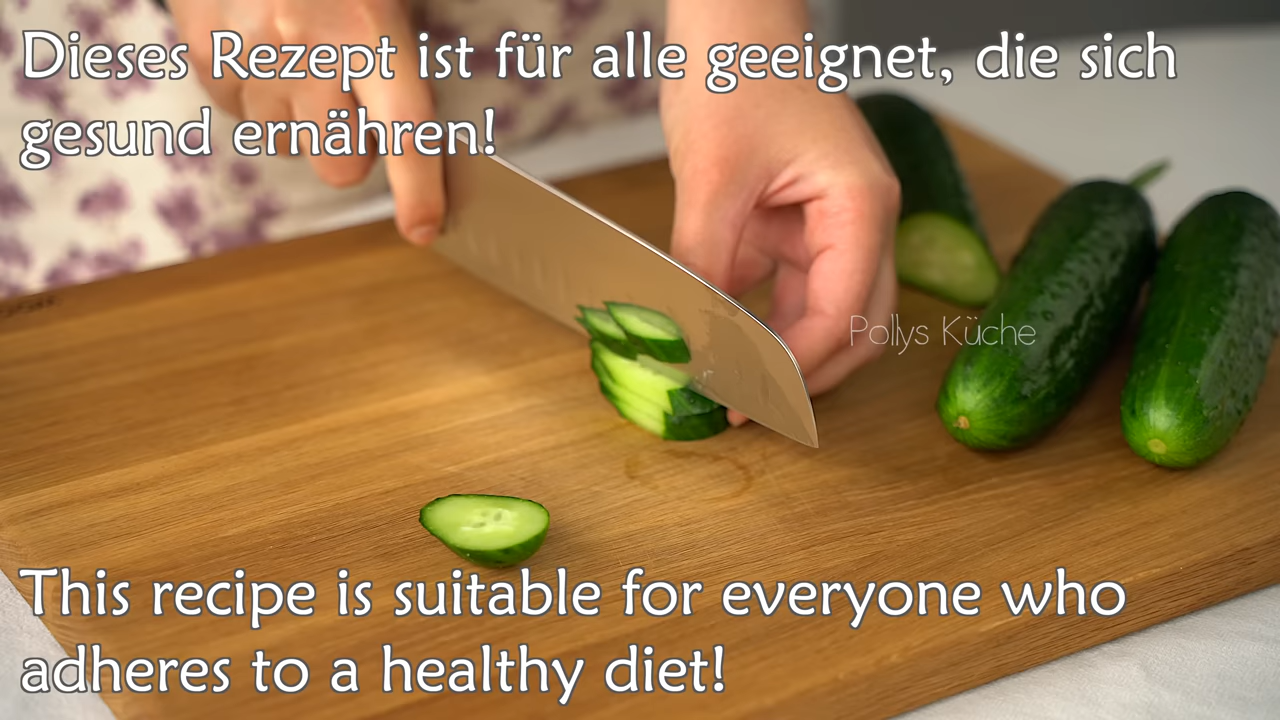 Dieses Rezept ist für alle geeignet, die sich
gesund ernähren!
Pollys Küche
This recipe is suitable for everyone who
adheres to a healthy diet!